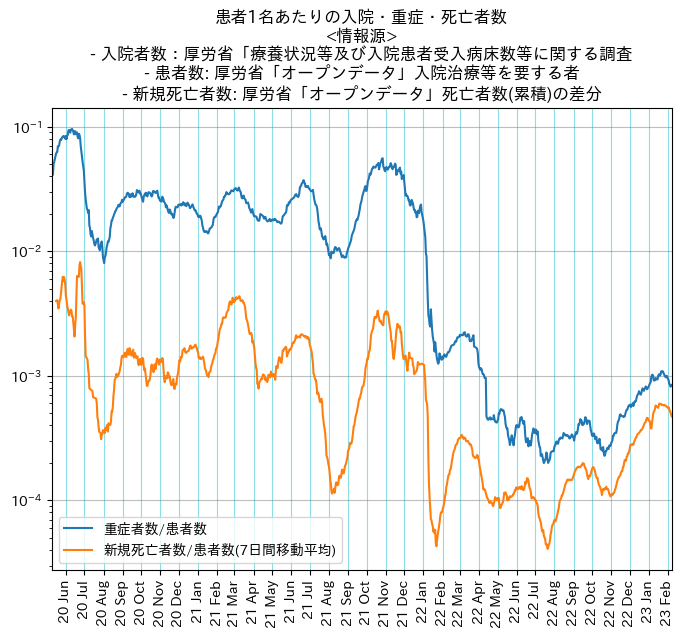 患者1名あたりの入院・重症・死亡者数
<情報源>
- 入院者数：厚労省「療養状況等及び入院患者受入病床数等に関する調査
- 患者数: 厚労省「オープンデータ」入院治療等を要する者
- 新規死亡者数: 厚労省「オープンデータ」死亡者数(累積)の差分
10⁻¹
10⁻²
10⁻³
10⁻⁴
重症者数/患者数
新規死亡者数/患者数(7日間移動平均)
20 Jun
20 Jul
20 Aug
20 Sep
20 Oct
20 Nov
20 Dec
21 Jan
21 Feb
21 Mar
21 Apr
21 May
21 Jun
21 Jul
21 Aug
21 Sep
21 Oct
21 Nov
21 Dec
22 Jan
22 Feb
22 Mar
22 Apr
22 May
22 Jun
22 Jul
22 Aug
22 Sep
22 Oct
22 Nov
22 Dec
23 Jan
23 Feb